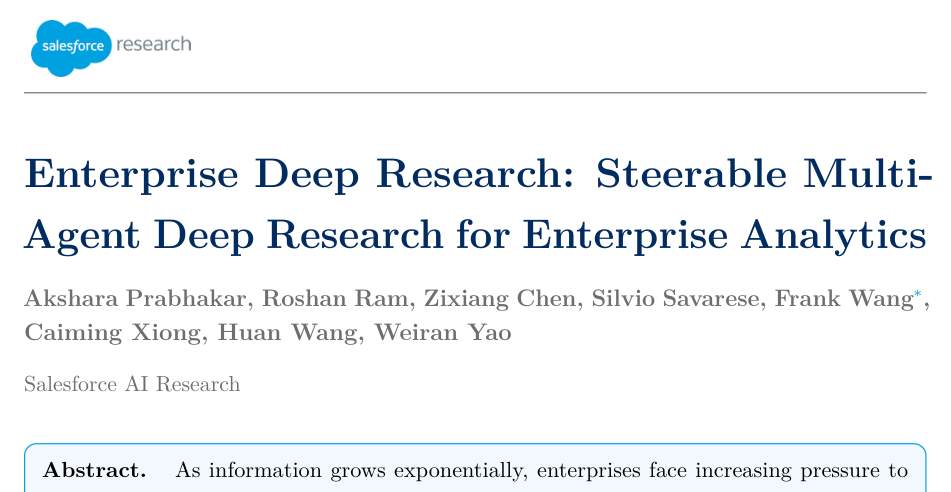 salesforce research
Enterprise Deep Research: Steerable Multi-
Agent Deep Research for Enterprise Analytics
Akshara Prabhakar, Roshan Ram, Zixiang Chen, Silvio Savarese, Frank Wang*,
Caiming Xiong, Huan Wang, Weiran Yao
Salesforce AI Research
Abstract. As information grows exponentially, enterprises face increasing pressure to